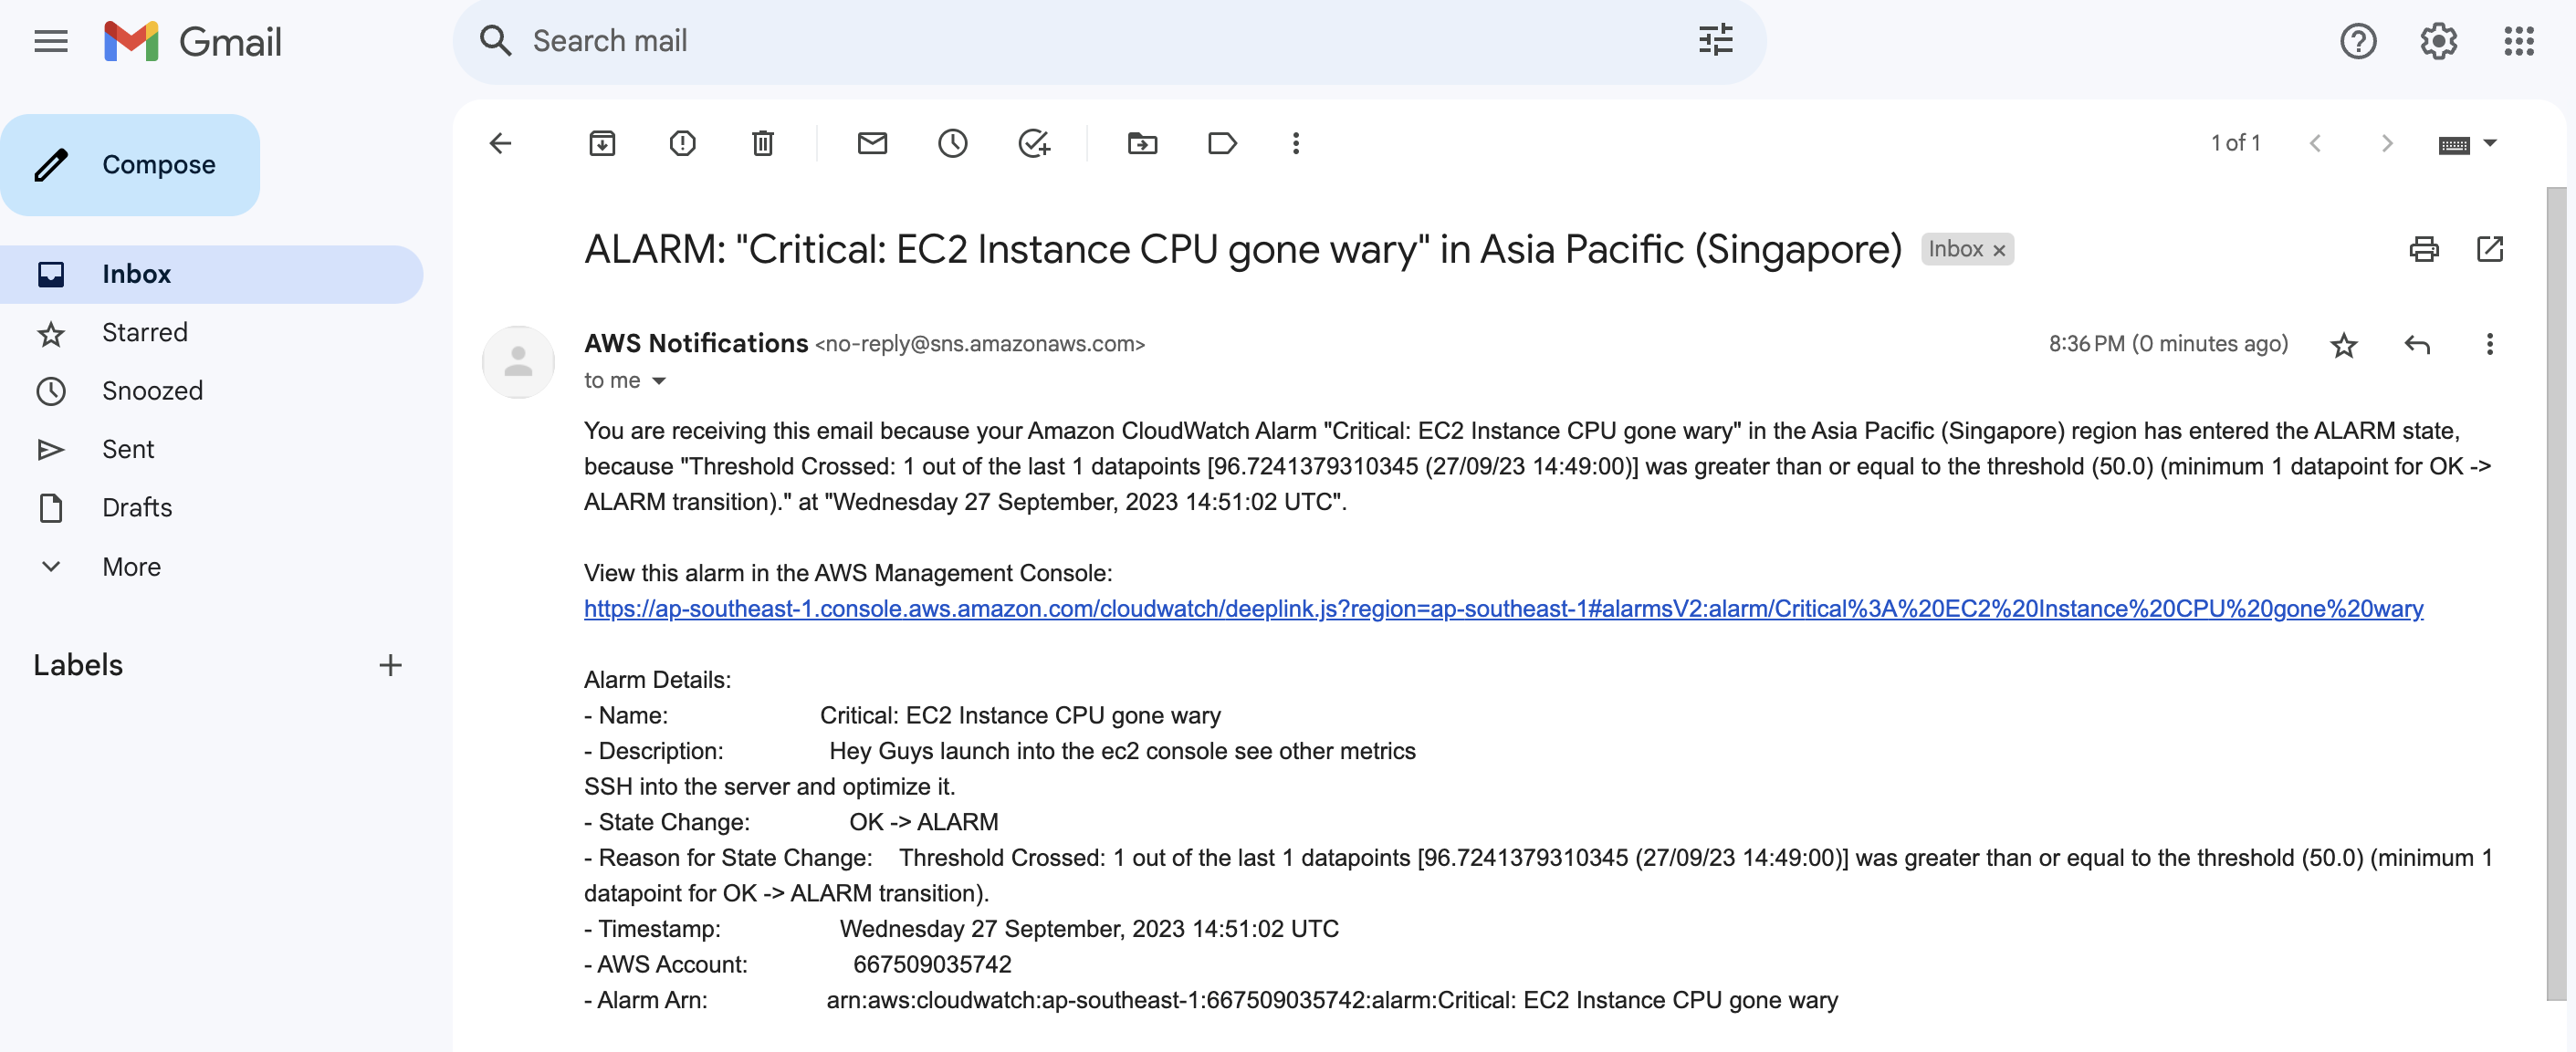 Gmail
Search mail
Compose
Inbox
Starred
Snoozed
Sent
Drafts
More
Labels
1 of 1
ALARM: "Critical: EC2 Instance CPU gone wary" in Asia Pacific (Singapore) Inbox
AWS Notifications <no-reply@sns.amazonaws.com>
8:36 PM (0 minutes ago)
to me
You are receiving this email because your Amazon CloudWatch Alarm "Critical: EC2 Instance CPU gone wary" in the Asia Pacific (Singapore) region has entered the ALARM state,
because "Threshold Crossed: 1 out of the last 1 datapoints [96.7241379310345 (27/09/23 14:49:00)] was greater than or equal to the threshold (50.0) (minimum 1 datapoint for OK ->
ALARM transition)." at "Wednesday 27 September, 2023 14:51:02 UTC".
View this alarm in the AWS Management Console:
https://ap-southeast-1.console.aws.amazon.com/cloudwatch/deeplink.js?region=ap-southeast-1#alarmsV2:alarm/Critical%3A%20EC2%20Instance%20CPU%20gone%20wary
Alarm Details:
- Name: Critical: EC2 Instance CPU gone wary
- Description: Hey Guys launch into the ec2 console see other metrics
SSH into the server and optimize it.
- State Change: OK -> ALARM
- Reason for State Change: Threshold Crossed: 1 out of the last 1 datapoints [96.7241379310345 (27/09/23 14:49:00)] was greater than or equal to the threshold (50.0) (minimum 1
datapoint for OK -> ALARM transition).
- Timestamp: Wednesday 27 September, 2023 14:51:02 UTC
- AWS Account: 667509035742
- Alarm Arn: arn:aws:cloudwatch:ap-southeast-1:667509035742:alarm:Critical: EC2 Instance CPU gone wary